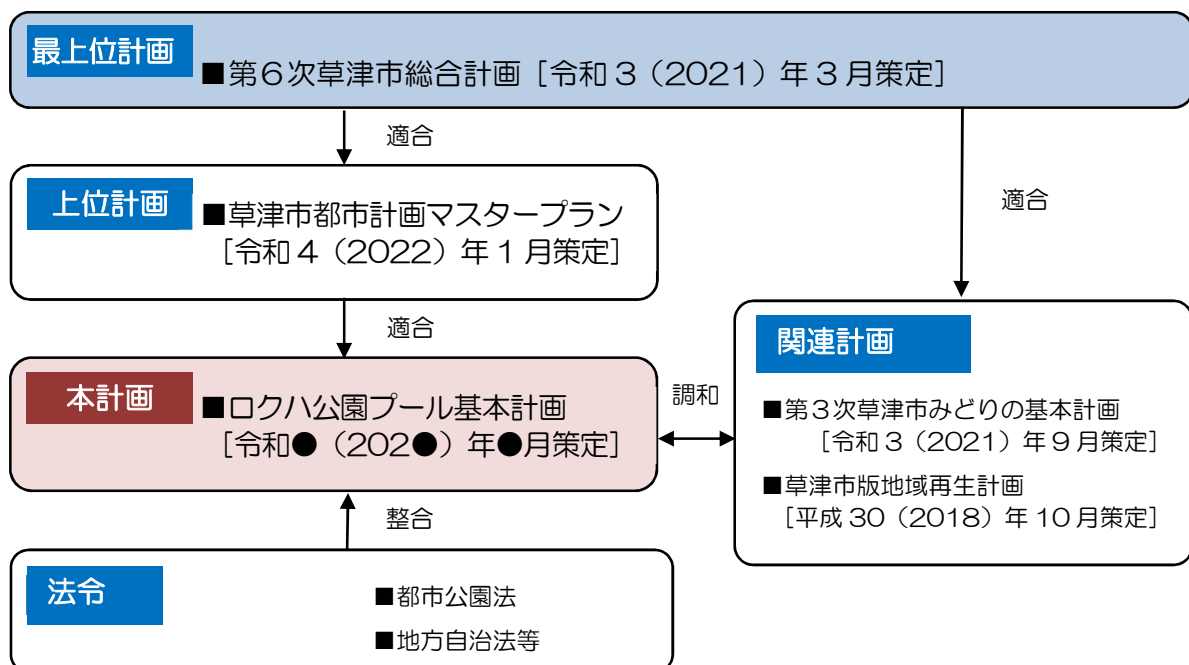 最上位計画
■第６次草津市総合計画［令和３（2021）年３月策定］
適合
適合
上位計画
■草津市都市計画マスタープラン
［令和４（2022）年１月策定］
適合
本計画
■ロクハ公園プール基本計画
［令和●（202●）年●月策定］
調和
関連計画
■第３次草津市みどりの基本計画
［令和３（2021）年９月策定］
■草津市版地域再生計画
［平成30（2018）年10月策定］
整合
法令
■都市公園法
■地方自治法等